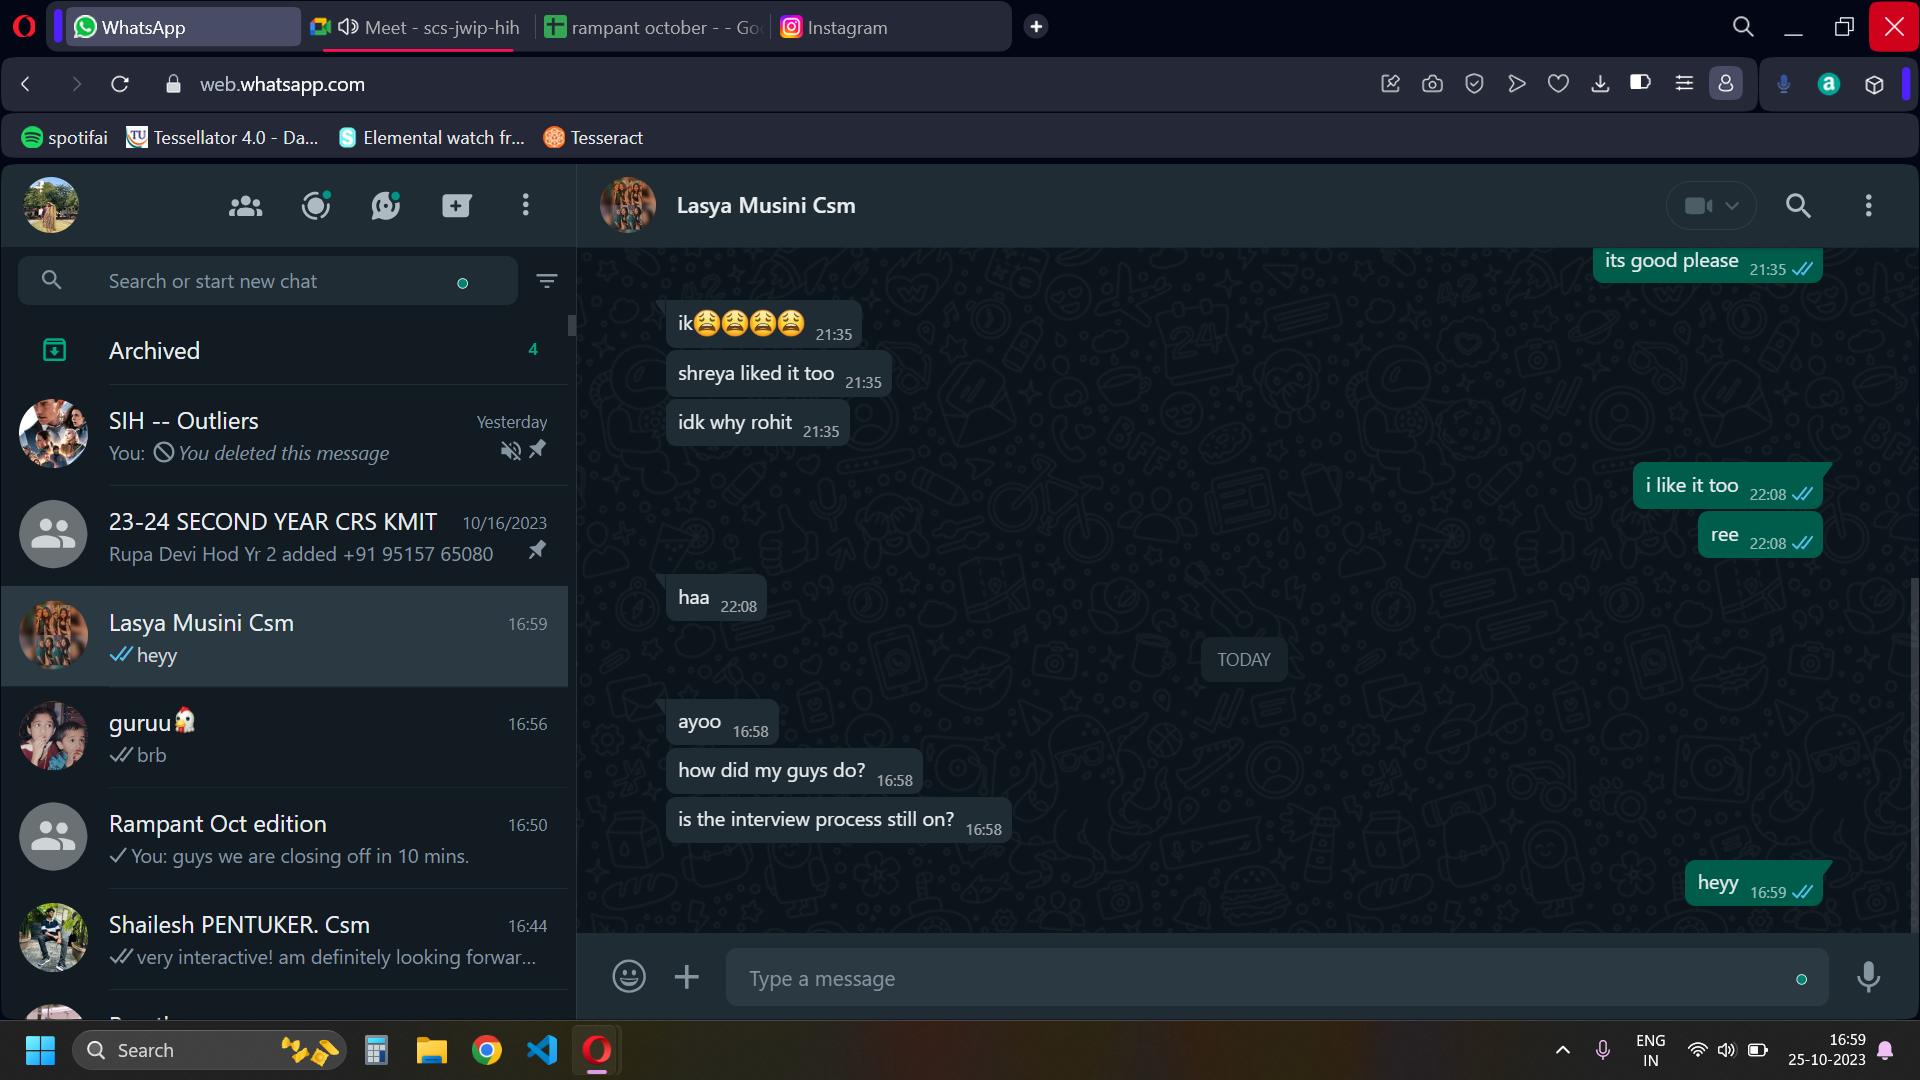 WhatsApp
Meet - scs-jwip-hih
rampant october - - Goo
Instagram
web.whatsapp.com
spotifai
Tessellator 4.0 - Da...
Elemental watch fr...
Tesseract
Search or start new chat
Archived
4
SIH -- Outliers
Yesterday
You: You deleted this message
23-24 SECOND YEAR CRS KMIT
10/16/2023
Rupa Devi Hod Yr 2 added +91 95157 65080
Lasya Musini Csm
16:59
heyy
guruu🐔
16:56
brb
Rampant Oct edition
16:50
You: guys we are closing off in 10 mins.
Shailesh PENTUKER. Csm
16:44
very interactive! am definitely looking forwar...
Lasya Musini Csm
its good please 21:35
ik😩😩😩😩 21:35
shreya liked it too 21:35
idk why rohit 21:35
i like it too 22:08
ree 22:08
haa 22:08
TODAY
ayoo 16:58
how did my guys do? 16:58
is the interview process still on? 16:58
heyy 16:59
Type a message
Search
ENG
IN
16:59
25-10-2023